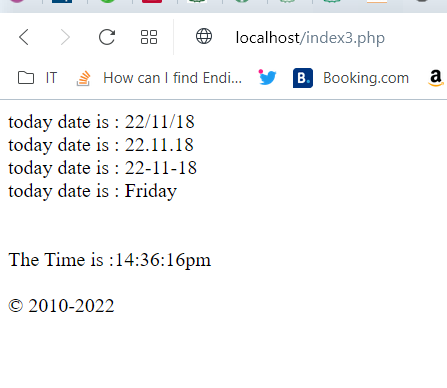 localhost/index3.php
IT How can I find Endi... B. Booking.com a
today date is : 22/11/18
today date is : 22.11.18
today date is : 22-11-18
today date is : Friday
The Time is :14:36:16pm
© 2010-2022